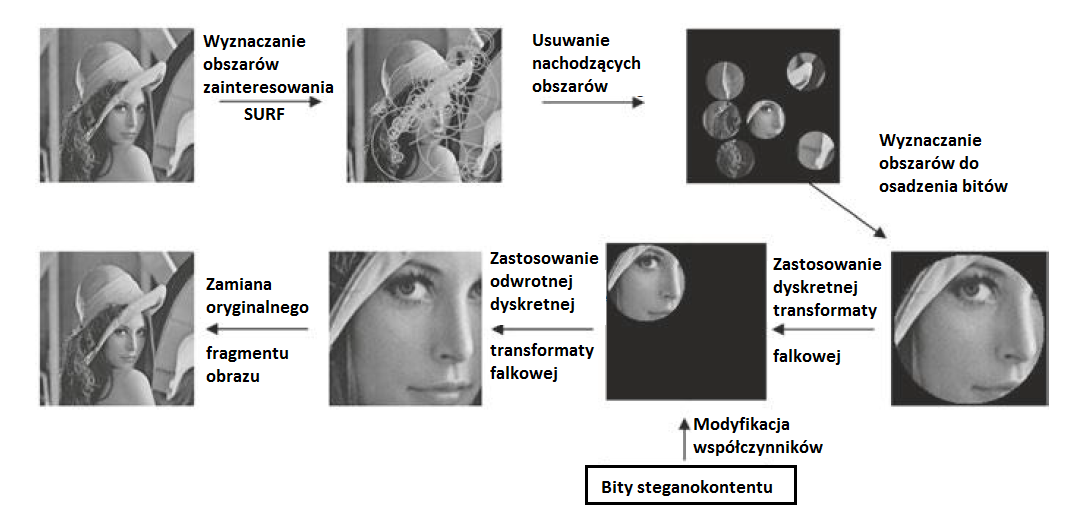 Wyznaczanie
obszarów
zainteresowania
SURF
Usuwanie
nachodzących
obszarów
Wyznaczanie
obszarów do
osadzenia bitów
Zastosowanie
dyskretnej
transformaty
falkowej
Zastosowanie
odwrotnej
dyskretnej
transformaty
falkowej
Zamiana
oryginalnego
fragmentu
obrazu
Modyfikacja
współczynników
Bity steganokontentu